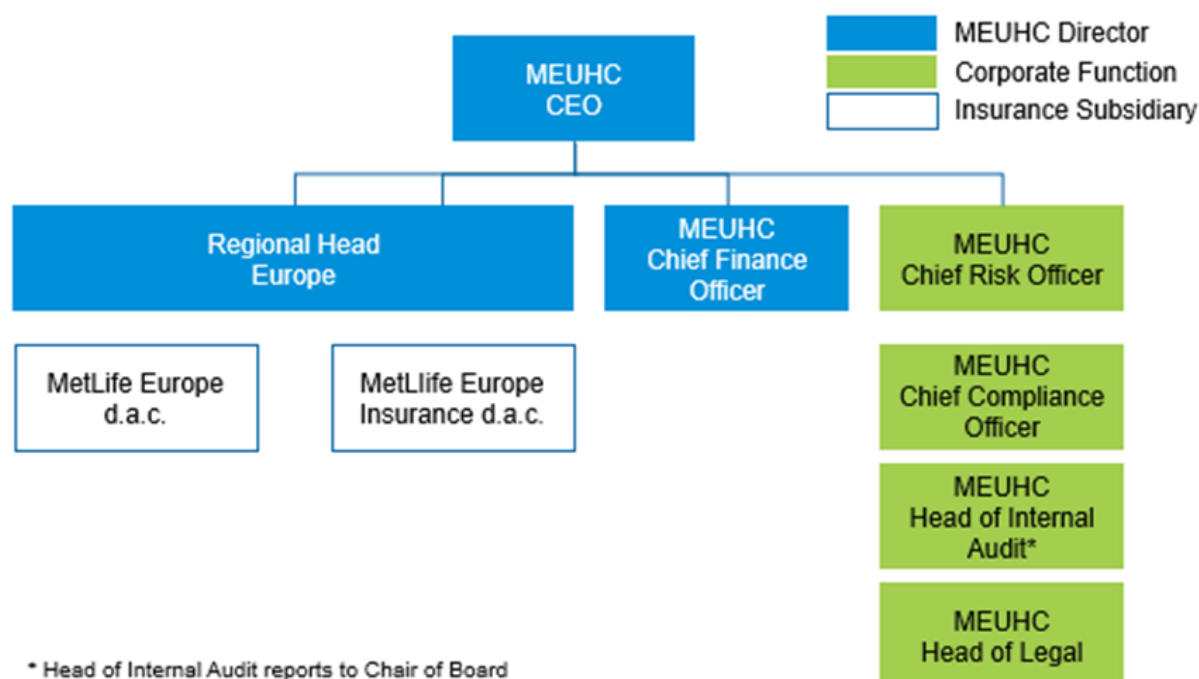 MEUHC
CEO
MEUHC Director
Corporate Function
Insurance Subsidiary
Regional Head
Europe
MEUHC
Chief Finance
Officer
MEUHC
Chief Risk Officer
MetLife Europe
d.a.c.
MetLlife Europe
Insurance d.a.c.
MEUHC
Chief Compliance
Officer
MEUHC
Head of Internal
Audit*
MEUHC
Head of Legal
* Head of Internal Audit reports to Chair of Board